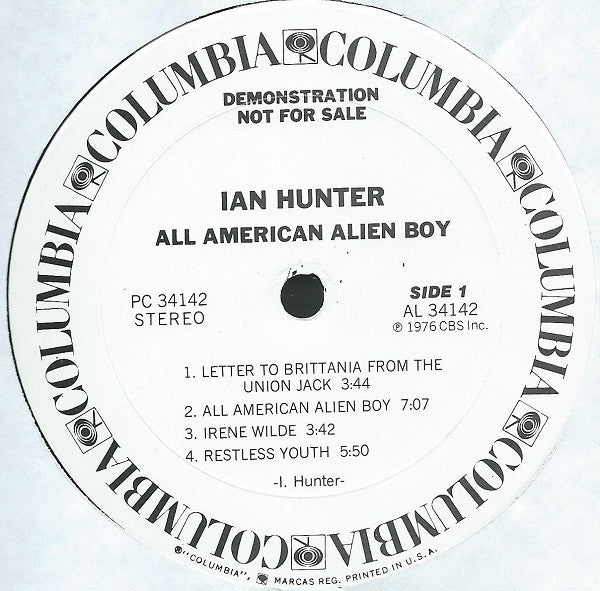 COLUMBIA COLUMBIA COLUMBIA COLUMBIA COLUMBIA COLUMBIA COLUMBIA
DEMONSTRATION
NOT FOR SALE
IAN HUNTER
ALL AMERICAN ALIEN BOY
PC 34142
STEREO
SIDE 1
AL 34142
℗ 1976 CBS Inc.
1. LETTER TO BRITTANIA FROM THE
UNION JACK 3:44
2. ALL AMERICAN ALIEN BOY 7:07
3. IRENE WILDE 3:42
4. RESTLESS YOUTH 5:50
-I. Hunter-
®"COLUMBIA", MARCAS REG. PRINTED IN U.S.A.